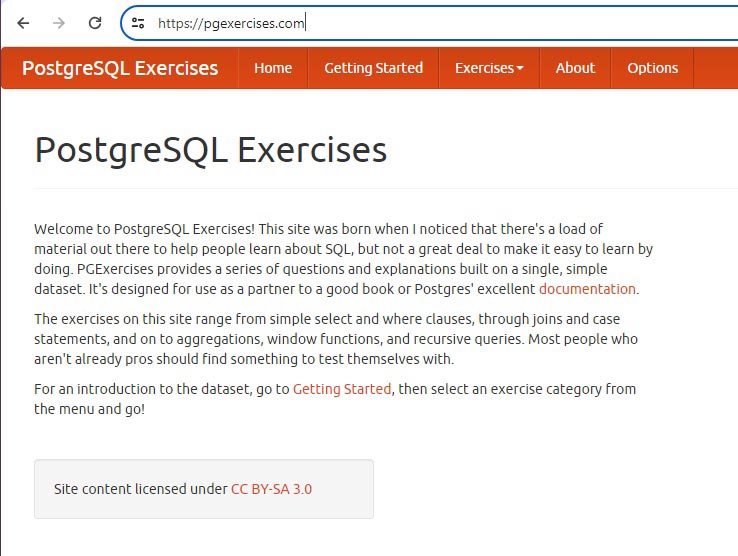 https://pgexercises.com
PostgreSQL Exercises Home Getting Started Exercises About Options
PostgreSQL Exercises
Welcome to PostgreSQL Exercises! This site was born when I noticed that there's a load of
material out there to help people learn about SQL, but not a great deal to make it easy to learn by
doing. PGExercises provides a series of questions and explanations built on a single, simple
dataset. It's designed for use as a partner to a good book or Postgres' excellent documentation.
The exercises on this site range from simple select and where clauses, through joins and case
statements, and on to aggregations, window functions, and recursive queries. Most people who
aren't already pros should find something to test themselves with.
For an introduction to the dataset, go to Getting Started, then select an exercise category from
the menu and go!
Site content licensed under CC BY-SA 3.0